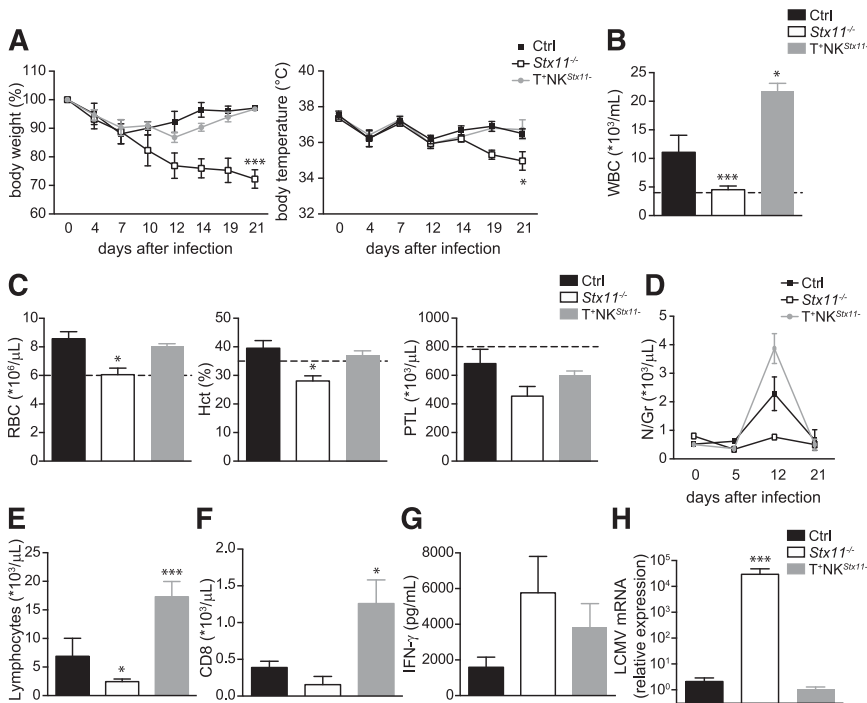 A
Ctrl
Stx11-/-
T+NKStx11-
body weight (%)
100
90
80
70
60
***
0 4 7 10 12 14 19 21
days after infection
body temperature (°C)
40
38
36
34
32
*
0 4 7 12 14 19 21
days after infection
B
Ctrl
Stx11-/-
T+NKStx11-
WBC (*10³/mL)
25
20
15
10
5
0
***
*
C
Ctrl
Stx11-/-
T+NKStx11-
RBC (*10⁶/µL)
10
8
6
4
2
0
*
Hct (%)
50
40
30
20
10
0
*
PTL (*10³/µL)
1000
800
600
400
200
0
D
Ctrl
Stx11-/-
T+NKStx11-
N/Gr (*10³/µL)
5
4
3
2
1
0
0 5 12 21
days after infection
E
Lymphocytes (*10³/µL)
25
20
15
10
5
0
*
***
F
CD8 (*10³/µL)
2.0
1.5
1.0
0.5
0.0
*
G
IFN-γ (pg/mL)
8000
6000
4000
2000
0
H
Ctrl
Stx11-/-
T+NKStx11-
LCMV mRNA
(relative expression)
10⁵
10⁴
10³
10²
10¹
10⁰
***